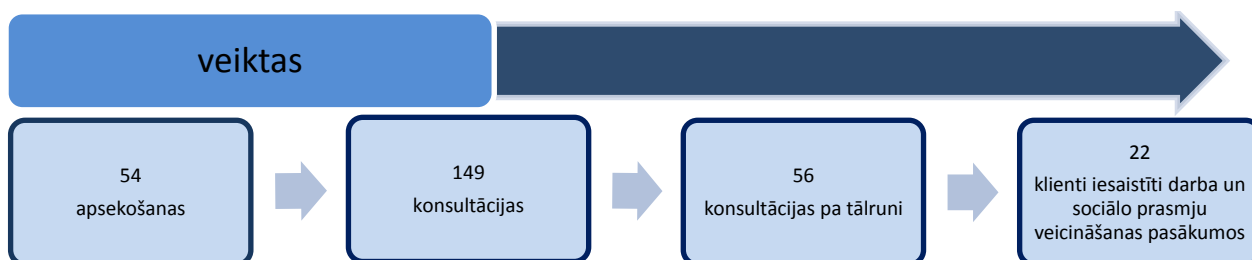 veiktas
54
apsekošanas
149
konsultācijas
56
konsultācijas pa tālruni
22
klienti iesaistīti darba un
sociālo prasmju
veicināšanas pasākumos